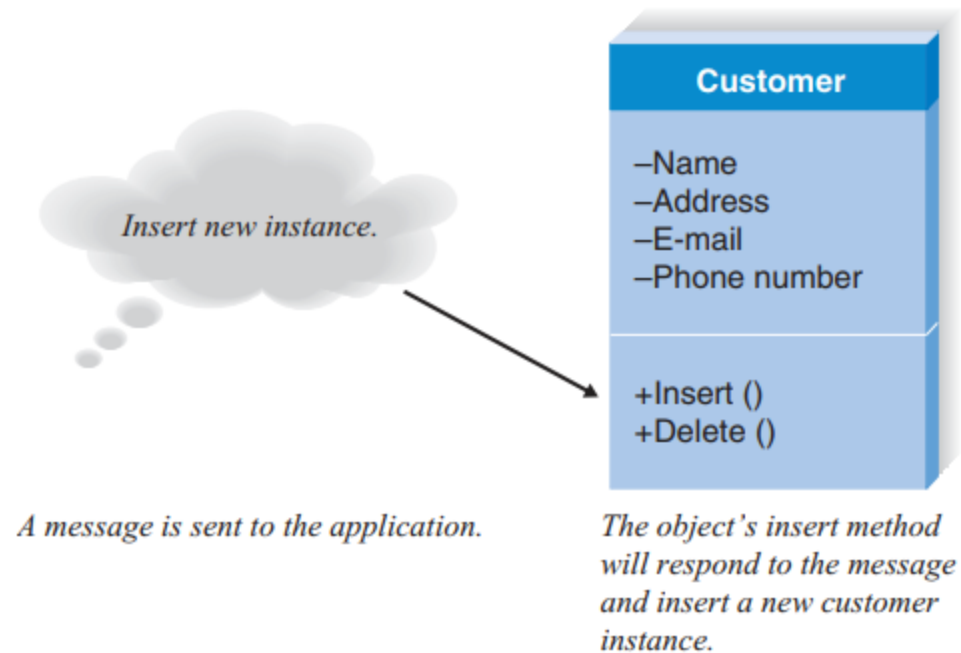 Customer
–Name
–Address
–E-mail
–Phone number
Insert new instance.
+Insert ()
+Delete ()
A message is sent to the application.
The object’s insert method
will respond to the message
and insert a new customer
instance.